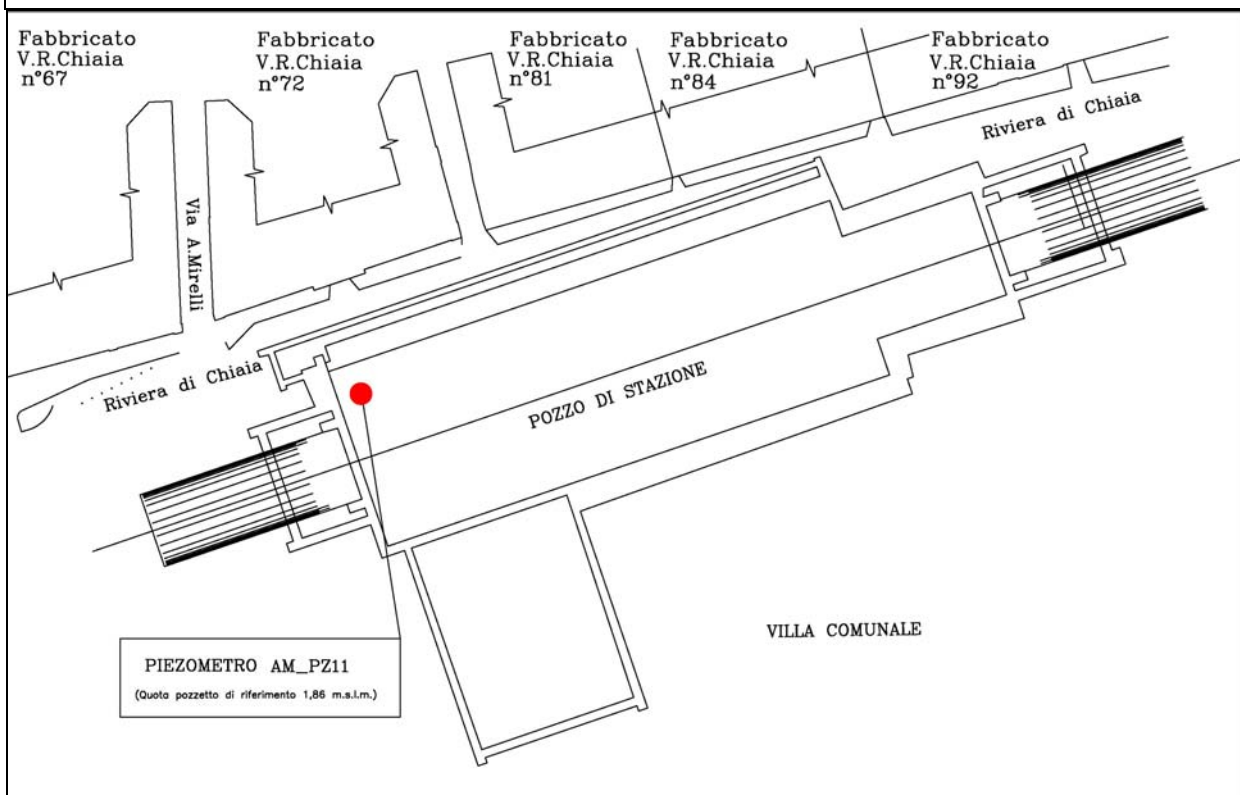 Fabbricato
V.R.Chiaia
n°67
Fabbricato
V.R.Chiaia
n°72
Fabbricato
V.R.Chiaia
n°81
Fabbricato
V.R.Chiaia
n°84
Fabbricato
V.R.Chiaia
n°92
Riviera di Chiaia
Via A.Mirelli
Riviera di Chiaia
POZZO DI STAZIONE
VILLA COMUNALE
PIEZOMETRO AM_PZ11
(Quota pozzetto di riferimento 1,86 m.s.l.m.)